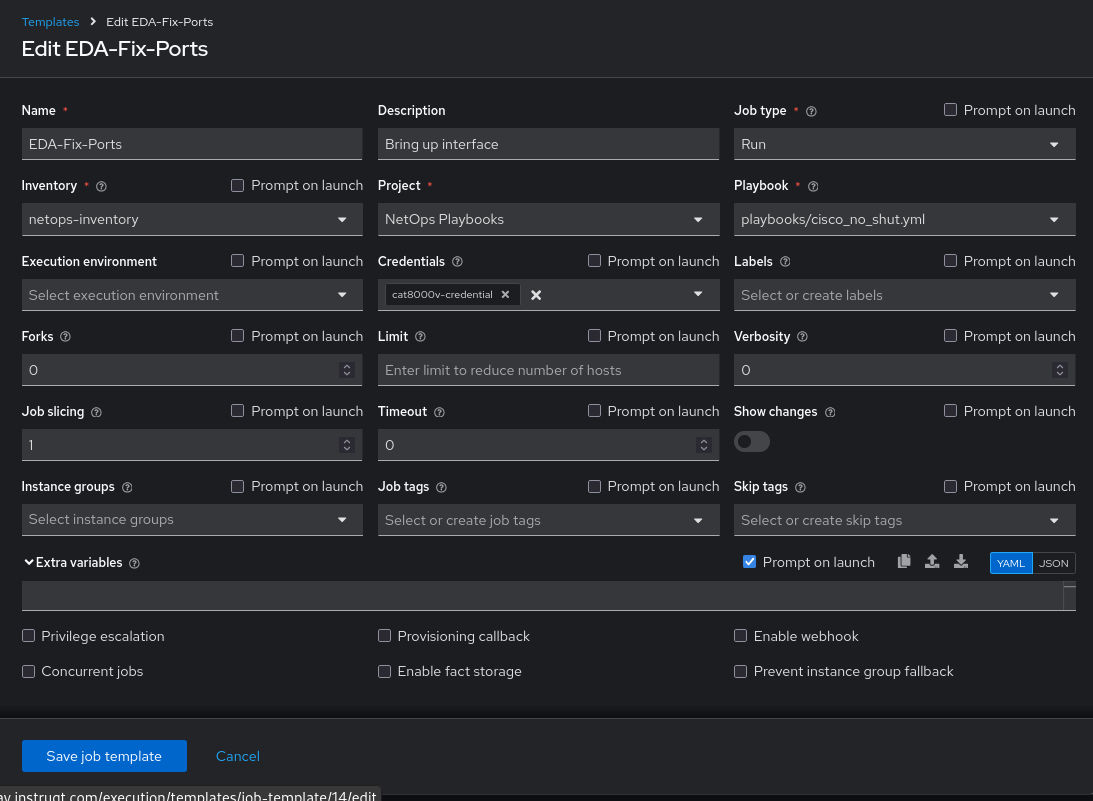 Templates > Edit EDA-Fix-Ports
Edit EDA-Fix-Ports
Name * Description Job type * Prompt on launch
EDA-Fix-Ports Bring up interface Run
Inventory * Prompt on launch Project * Playbook *
netops-inventory NetOps Playbooks playbooks/cisco_no_shut.yml
Execution environment Prompt on launch Credentials Prompt on launch Labels Prompt on launch
Select execution environment cat8000v-credential Select or create labels
Forks Prompt on launch Limit Prompt on launch Verbosity Prompt on launch
0 Enter limit to reduce number of hosts 0
Job slicing Prompt on launch Timeout Prompt on launch Show changes Prompt on launch
1 0
Instance groups Prompt on launch Job tags Prompt on launch Skip tags Prompt on launch
Select instance groups Select or create job tags Select or create skip tags
Extra variables Prompt on launch YAML JSON
Privilege escalation Provisioning callback Enable webhook
Concurrent jobs Enable fact storage Prevent instance group fallback
Save job template Cancel
av.instruqt.com/execution/templates/job-template/14/edit